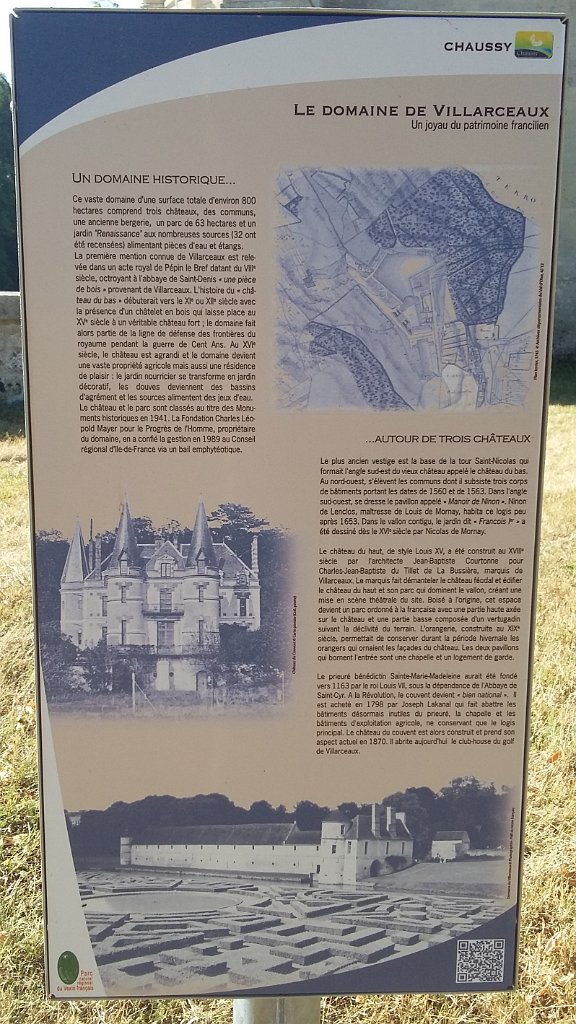 CHAUSSY
Chaussy
LE DOMAINE DE VILLARCEAUX
Un joyau du patrimoine francilien
UN DOMAINE HISTORIQUE...
Ce vaste domaine d'une surface totale d'environ 800
hectares comprend trois châteaux, des communs,
une ancienne bergerie, un parc de 63 hectares et un
jardin "Renaissance" aux nombreuses sources (32 ont
été recensées) alimentant pièces d'eau et étangs.
La première mention connue de Villarceaux est rele-
vée dans un acte royal de Pépin le Bref datant du VIIIe
siècle, octroyant à l'abbaye de Saint-Denis « une pièce
de bois » provenant de Villarceaux. L'histoire du « châ-
teau du bas » débuterait vers le XIe ou XIIe siècle avec
la présence d'un châtelet en bois qui laisse place au
XVe siècle à un véritable château fort ; le domaine fait
alors partie de la ligne de défense des frontières du
royaume pendant la guerre de Cent Ans. Au XVIe
siècle, le château est agrandi et le domaine devient
une vaste propriété agricole mais aussi une résidence
de plaisir : le jardin nourricier se transforme en jardin
décoratif, les douves deviennent des bassins
d'agrément et les sources alimentent des jeux d'eau.
Le château et le parc sont classés au titre des Monu-
ments historiques en 1941. La Fondation Charles Léo-
pold Mayer pour le Progrès de l'Homme, propriétaire
du domaine, en a confié la gestion en 1989 au Conseil
régional d'Ile-de-France via un bail emphytéotique.
...AUTOUR DE TROIS CHÂTEAUX
Le plus ancien vestige est la base de la tour Saint-Nicolas qui
formait l'angle sud-est du vieux château appelé le château du bas.
Au nord-ouest, s'élèvent les communs dont il subsiste trois corps
de bâtiments portant les dates de 1560 et de 1563. Dans l'angle
sud-ouest, se dresse le pavillon appelé « Manoir de Ninon ». Ninon
de Lenclos, maîtresse de Louis de Mornay, habita ce logis peu
après 1653. Dans le vallon contigu, le jardin dit « Francois Ier » a
été dessiné dès le XVIe siècle par Nicolas de Mornay.
Le château du haut, de style Louis XV, a été construit au XVIIIe
siècle par l'architecte Jean-Baptiste Courtonne pour
Charles-Jean-Baptiste du Tillet de La Bussière, marquis de
Villarceaux. Le marquis fait démanteler le château féodal et édifier
le château du haut et son parc qui dominent le vallon, créant une
mise en scène théâtrale du site. Boisé à l'origine, cet espace
devient un parc ordonné à la française avec une partie haute axée
sur le château et une partie basse composée d'un vertugadin
suivant la déclivité du terrain. L'orangerie, construite au XIXe
siècle, permettait de conserver durant la période hivernale les
orangers qui ornaient les façades du château. Les deux pavillons
qui bornent l'entrée sont une chapelle et un logement de garde.
Le prieuré bénédictin Sainte-Marie-Madeleine aurait été fondé
vers 1163 par le roi Louis VII, sous la dépendance de l'Abbaye de
Saint-Cyr. A la Révolution, le couvent devient « bien national ». Il
est acheté en 1798 par Joseph Lakanal qui fait abattre les
bâtiments désormais inutiles du prieuré, la chapelle et les
bâtiments d'exploitation agricole, ne conservant que le logis
principal. Le château du couvent est alors construit et prend son
aspect actuel en 1870. Il abrite aujourd'hui le club-house du golf
de Villarceaux.
Parc
naturel
régional
du Vexin français